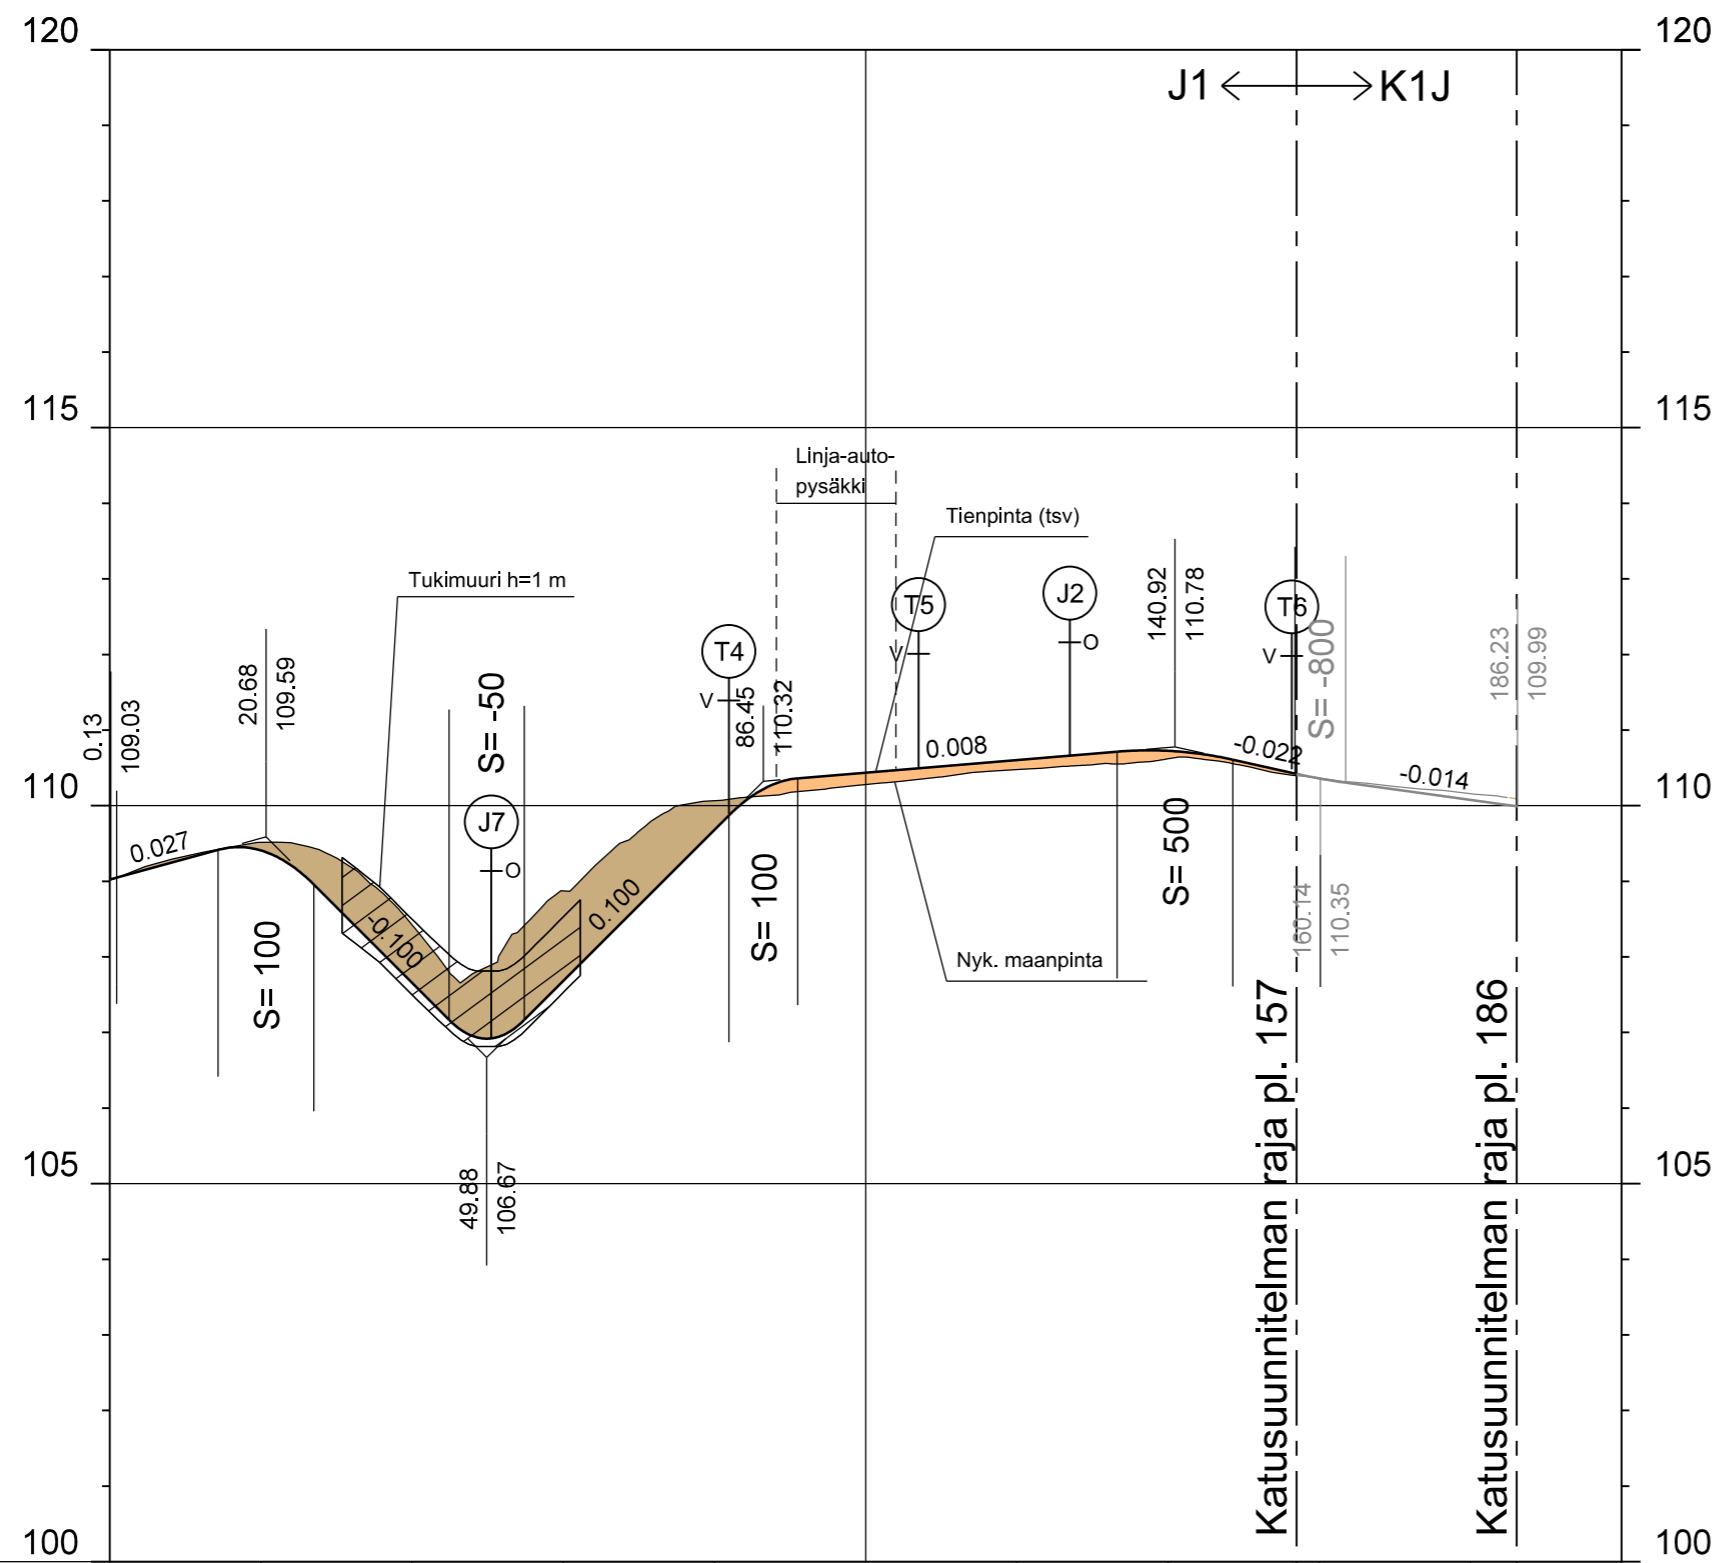 120
120
J1
K1J
115
115
Linja-auto-
pysäkki
Tienpinta (tsv)
Tukimuuri h=1 m
T5
J2
T6
T4
V
O
V
V
140.92
110.78
S= -800
186.23
109.99
0.13
109.03
20.68
109.59
S= -50
86.45
110.32
0.008
-0.022
-0.014
110
110
J7
O
0.027
-0.100
0.100
S= 100
S= 100
S= 500
160.14
110.35
Nyk. maanpinta
Katusuunnitelman raja pl. 157
Katusuunnitelman raja pl. 186
105
105
49.88
106.67
100
100